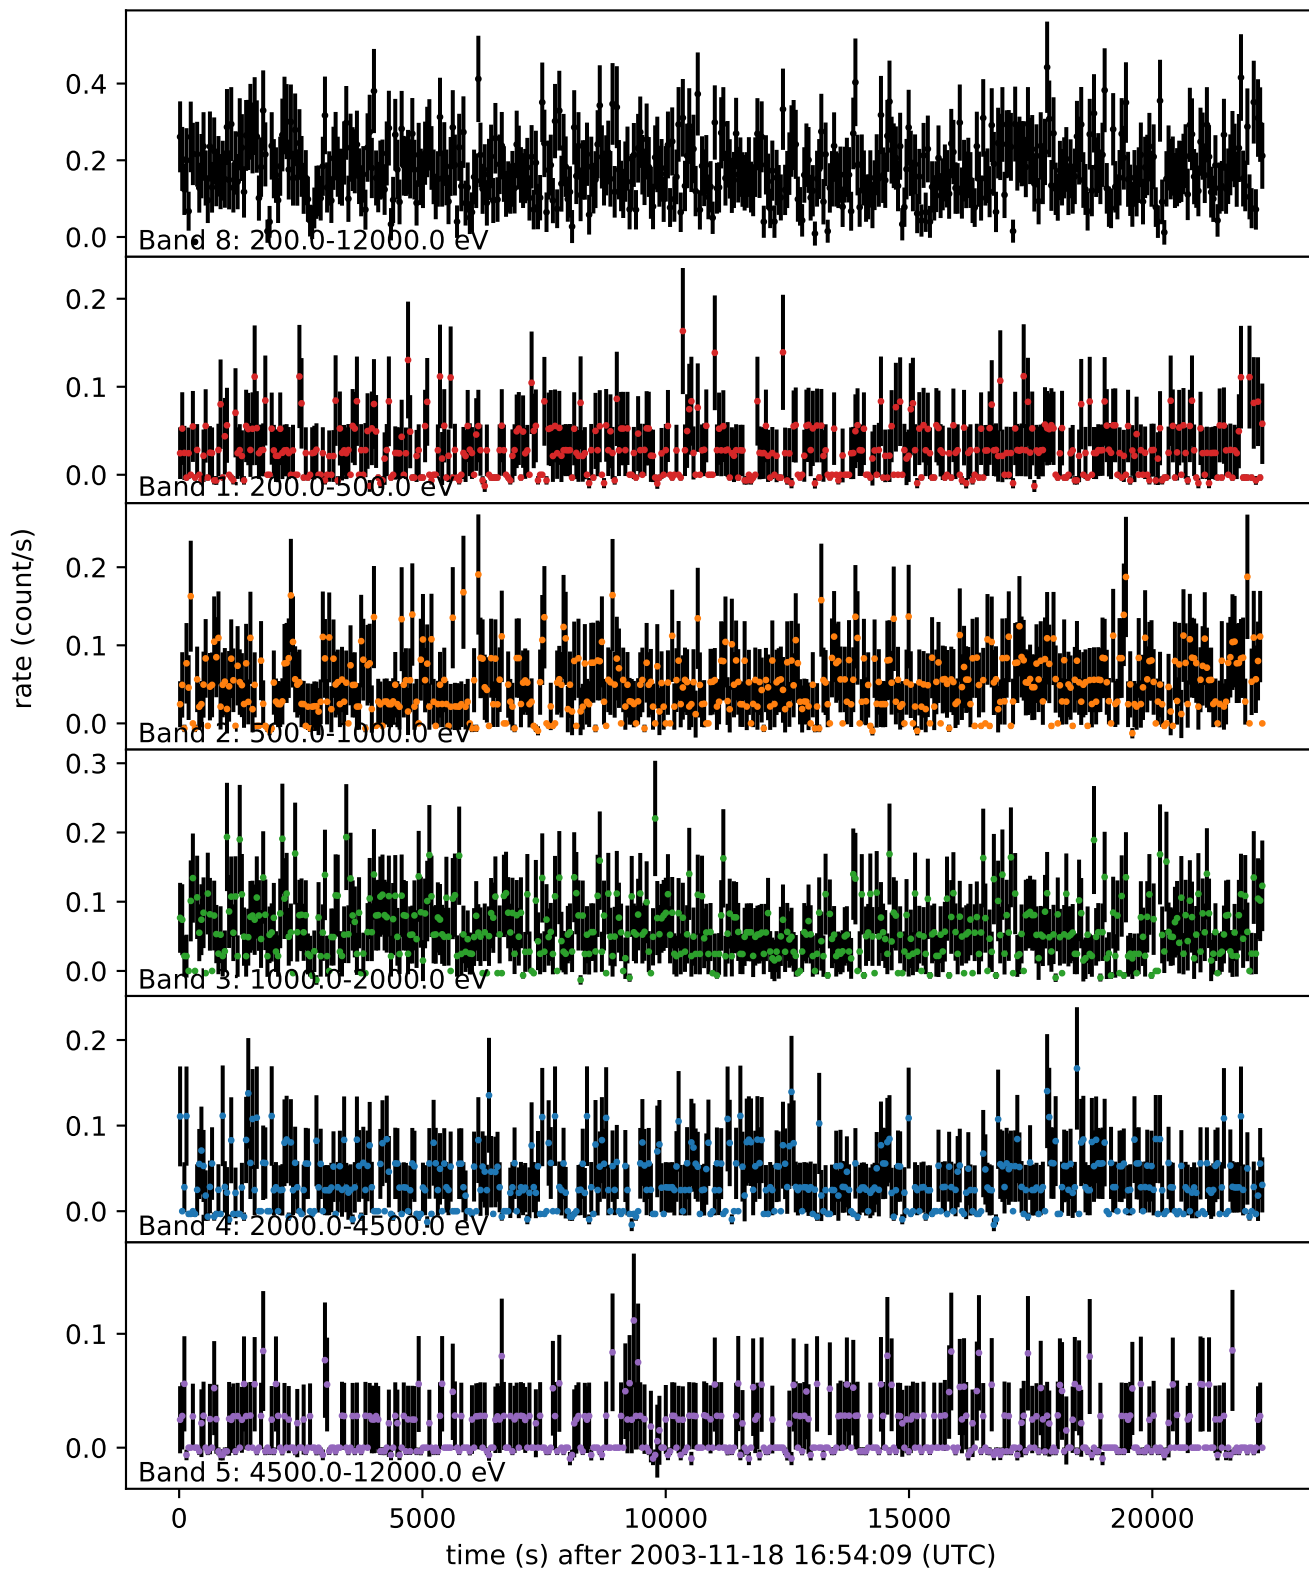 0.4
0.2
0.0
Band 8: 200.0-12000.0 eV
0.2
0.1
0.0
Band 1: 200.0-500.0 eV
0.2
0.1
0.0
Band 2: 500.0-1000.0 eV
rate (count/s)
0.3
0.2
0.1
0.0
Band 3: 1000.0-2000.0 eV
0.2
0.1
0.0
Band 4: 2000.0-4500.0 eV
0.1
0.0
Band 5: 4500.0-12000.0 eV
0 5000 10000 15000 20000
time (s) after 2003-11-18 16:54:09 (UTC)